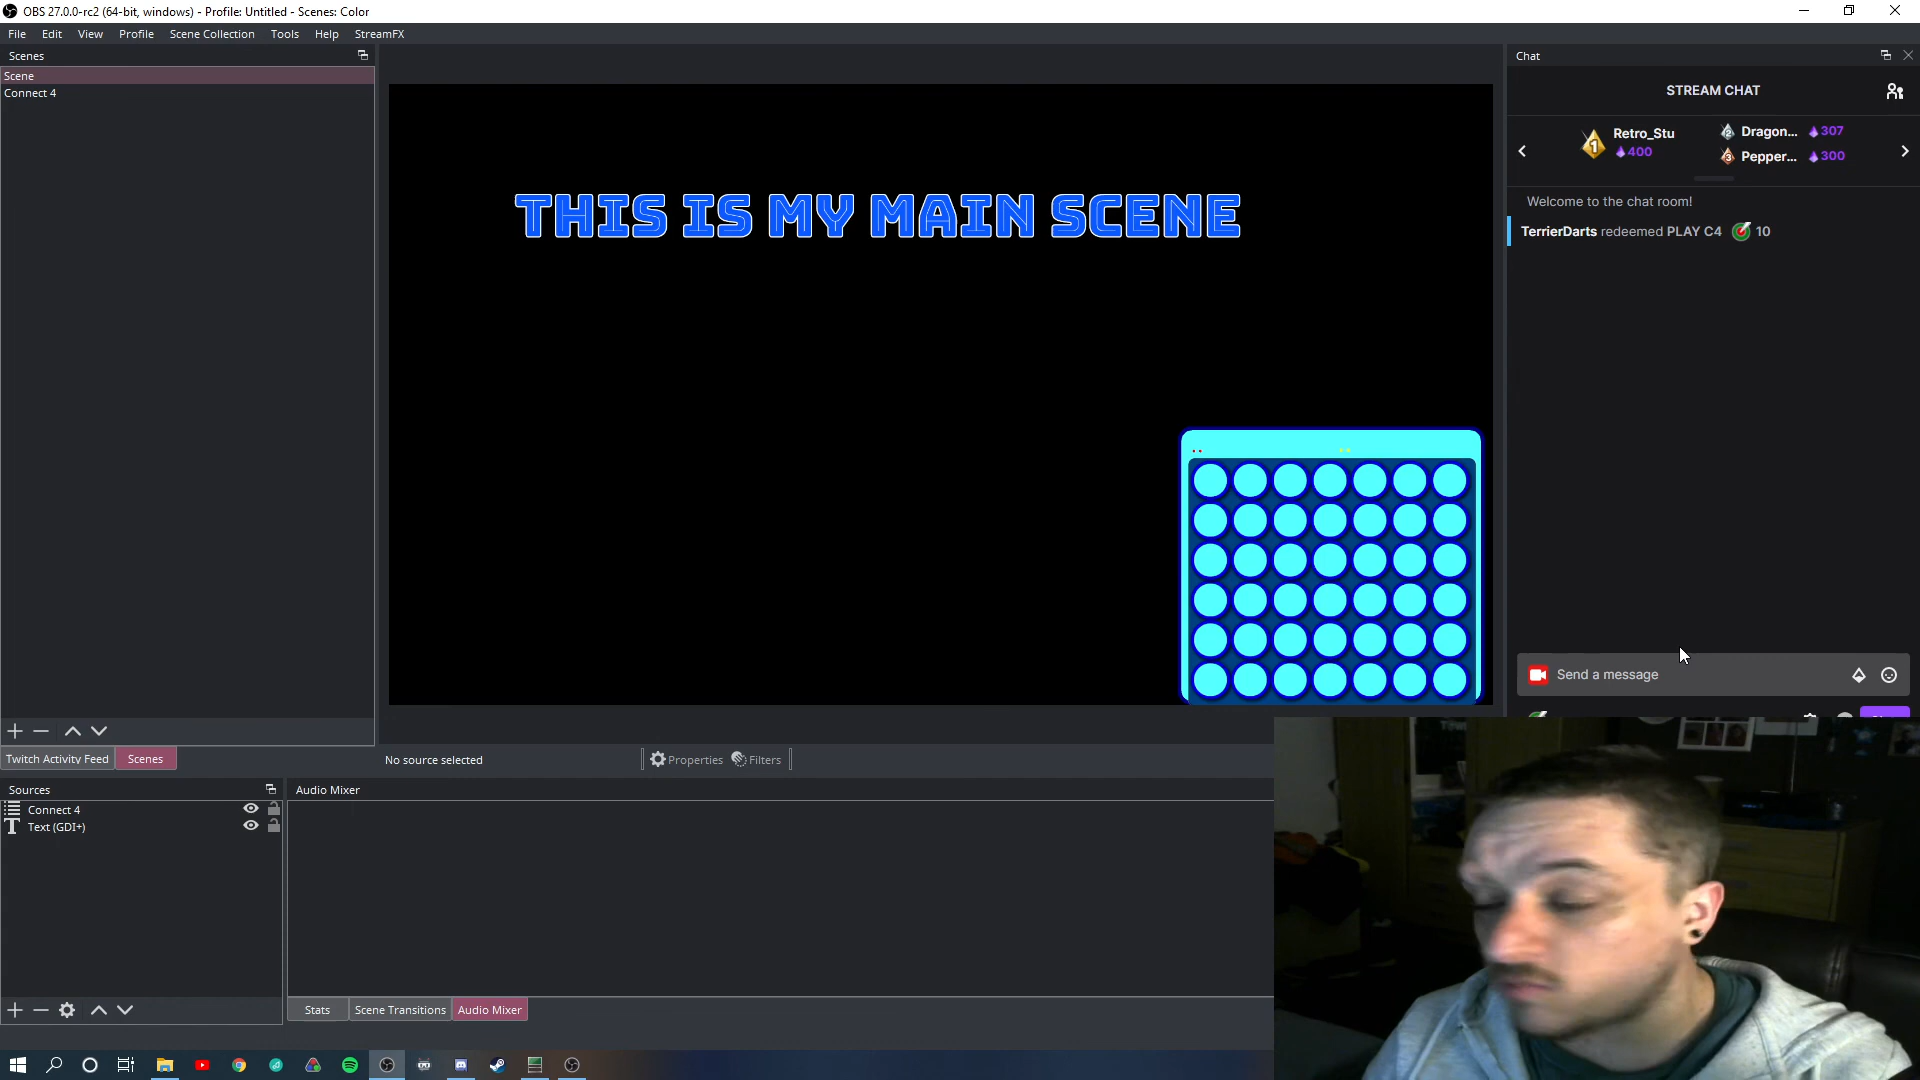 OBS 27.0.0-rc2 (64-bit, windows) - Profile: Untitled - Scenes: Color
File Edit View Profile Scene Collection Tools Help StreamFX
Scenes
Scene
Connect 4
THIS IS MY MAIN SCENE
Chat
STREAM CHAT
1 Retro_Stu
400
2 Dragon... 307
3 Pepper... 300
Welcome to the chat room!
TerrierDarts redeemed PLAY C4 10
Send a message
Twitch Activity Feed Scenes
No source selected
Properties Filters
Sources
Connect 4
Text (GDI+)
Audio Mixer
Stats Scene Transitions Audio Mixer